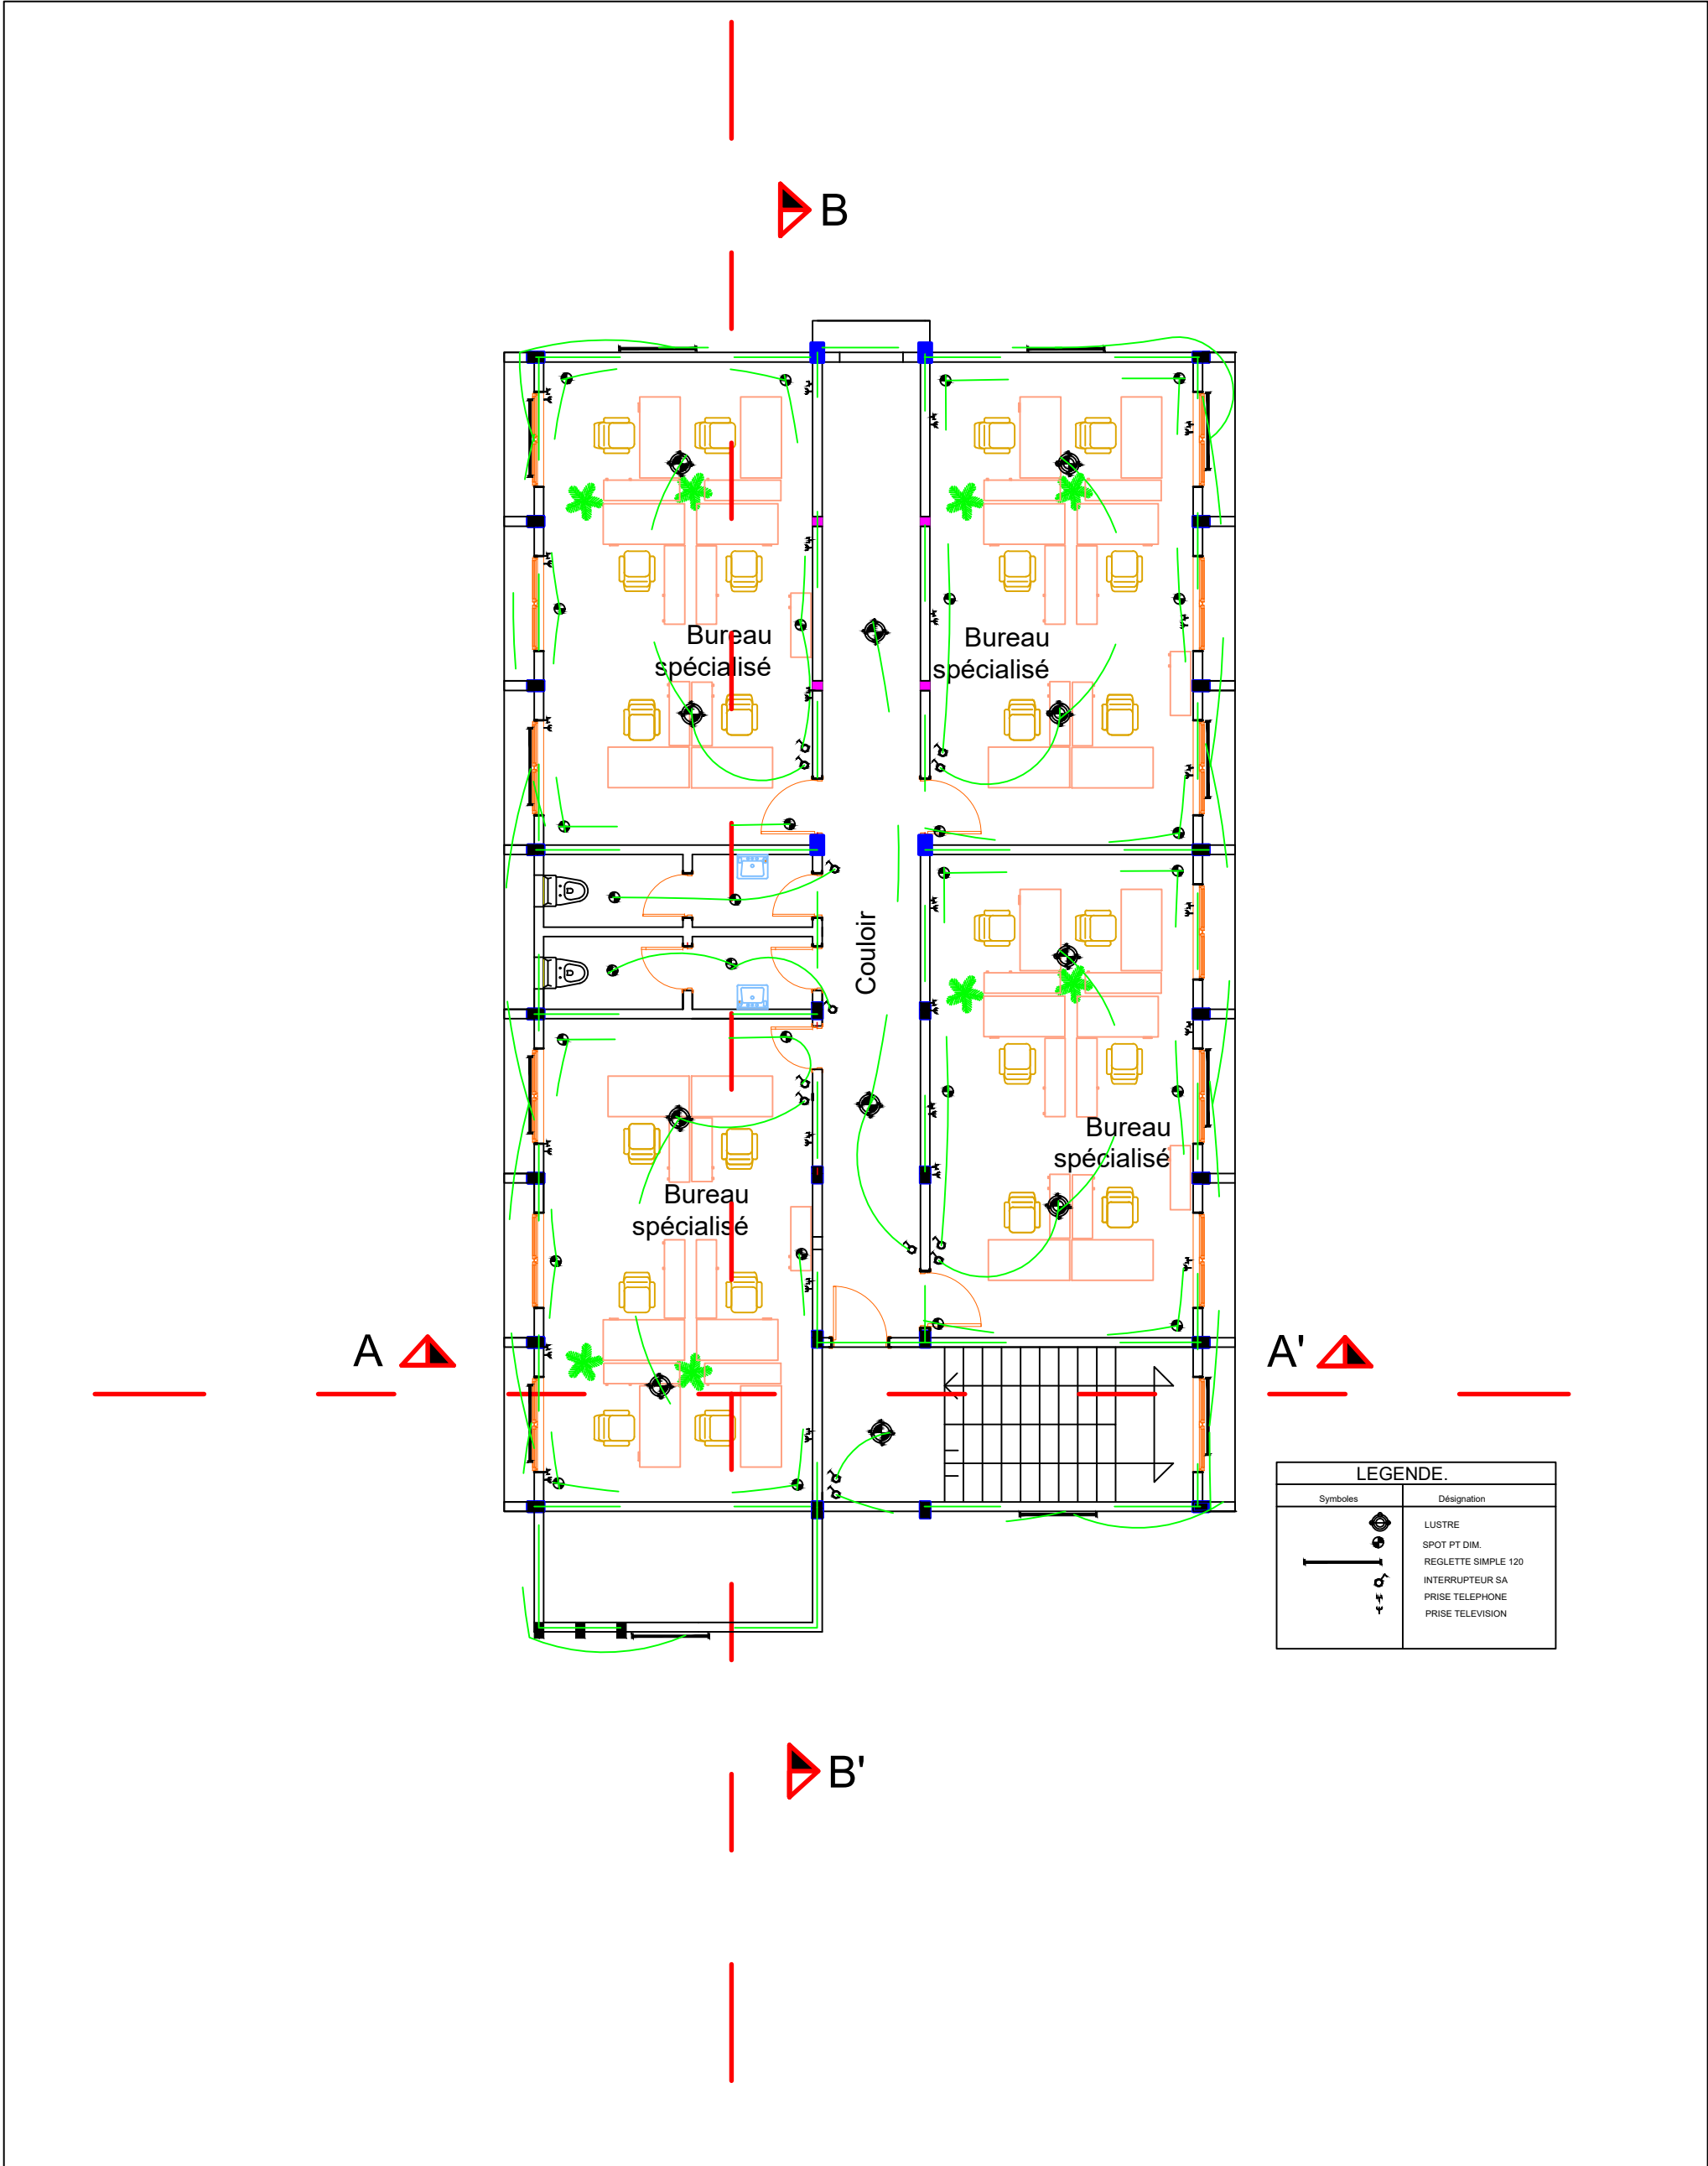 B
Bureau
spécialisé
Bureau
spécialisé
Couloir
Bureau
spécialisé
Bureau
spécialisé
A
A'
LEGENDE.
Symboles Désignation
LUSTRE
SPOT PT DIM.
REGLETTE SIMPLE 120
INTERRUPTEUR SA
PRISE TELEPHONE
PRISE TELEVISION
B'